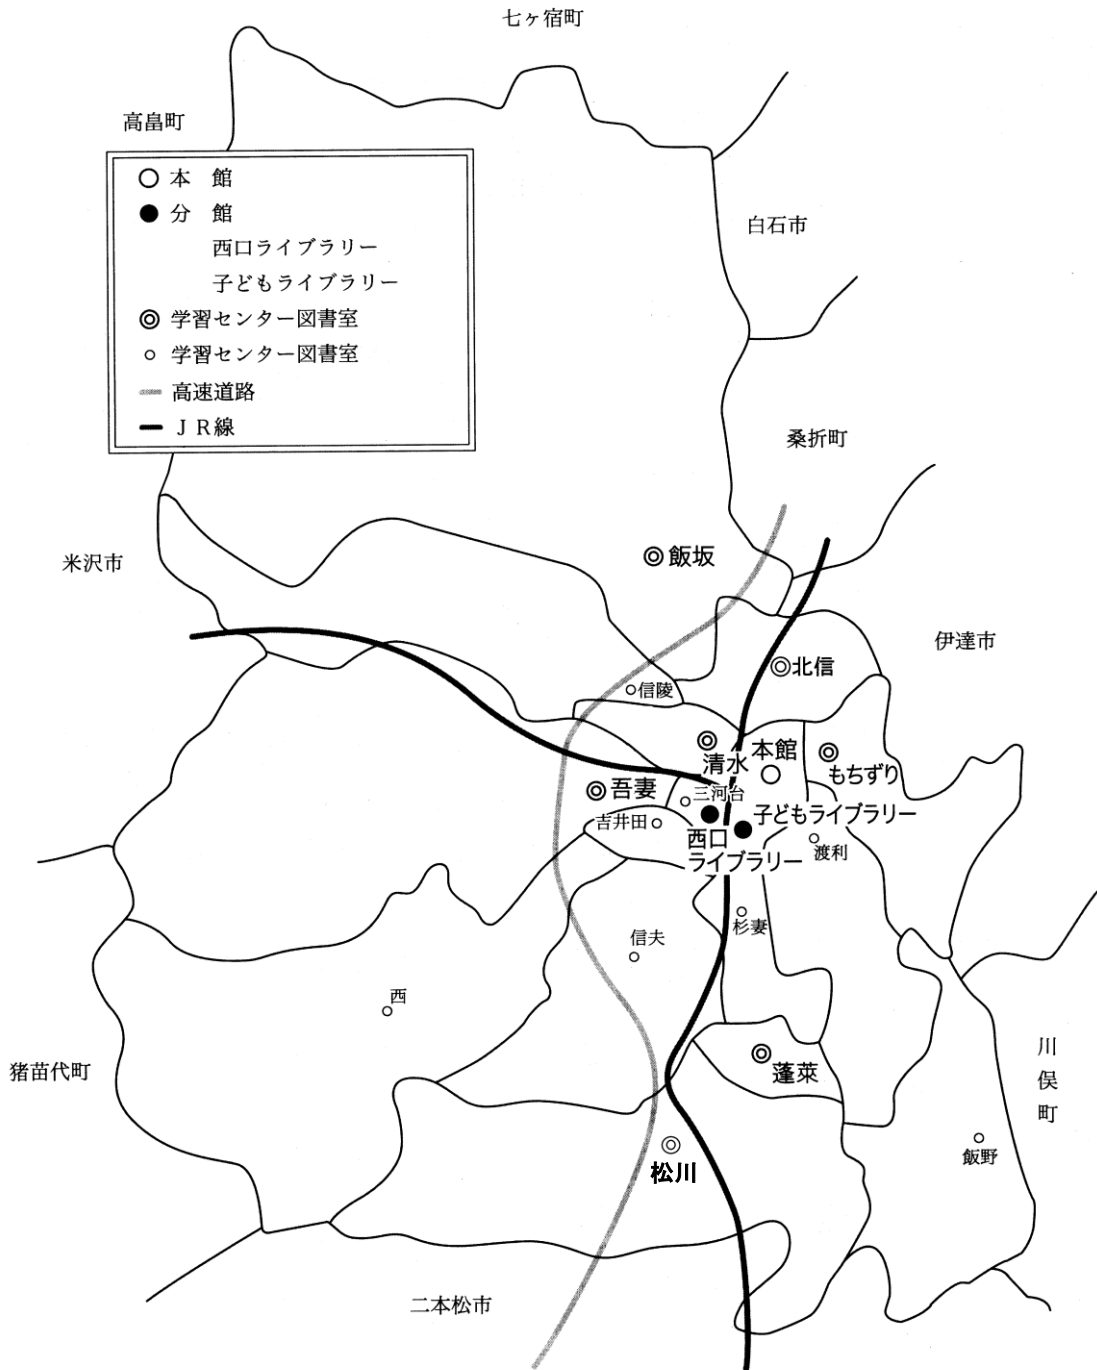 七ヶ宿町
高畠町
本　館
分　館
西口ライブラリー
子どもライブラリー
学習センター図書室
学習センター図書室
高速道路
ＪＲ線
白石市
桑折町
米沢市
飯坂
伊達市
北信
信陵
本館
清水
もちずり
吾妻
三河台
子どもライブラリー
吉井田
西口
ライブラリー
渡利
杉妻
信夫
西
猪苗代町
川俣町
蓬莱
飯野
松川
二本松市